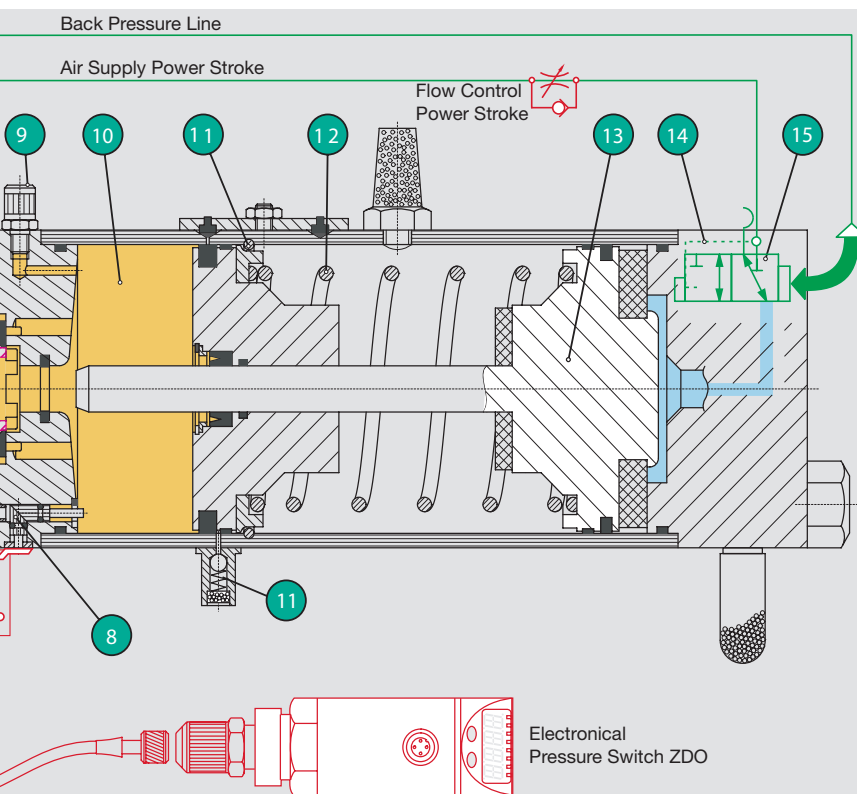 Back Pressure Line
Air Supply Power Stroke
Flow Control
Power Stroke
9
10
11
12
13
14
15
11
8
Electronical
Pressure Switch ZDO